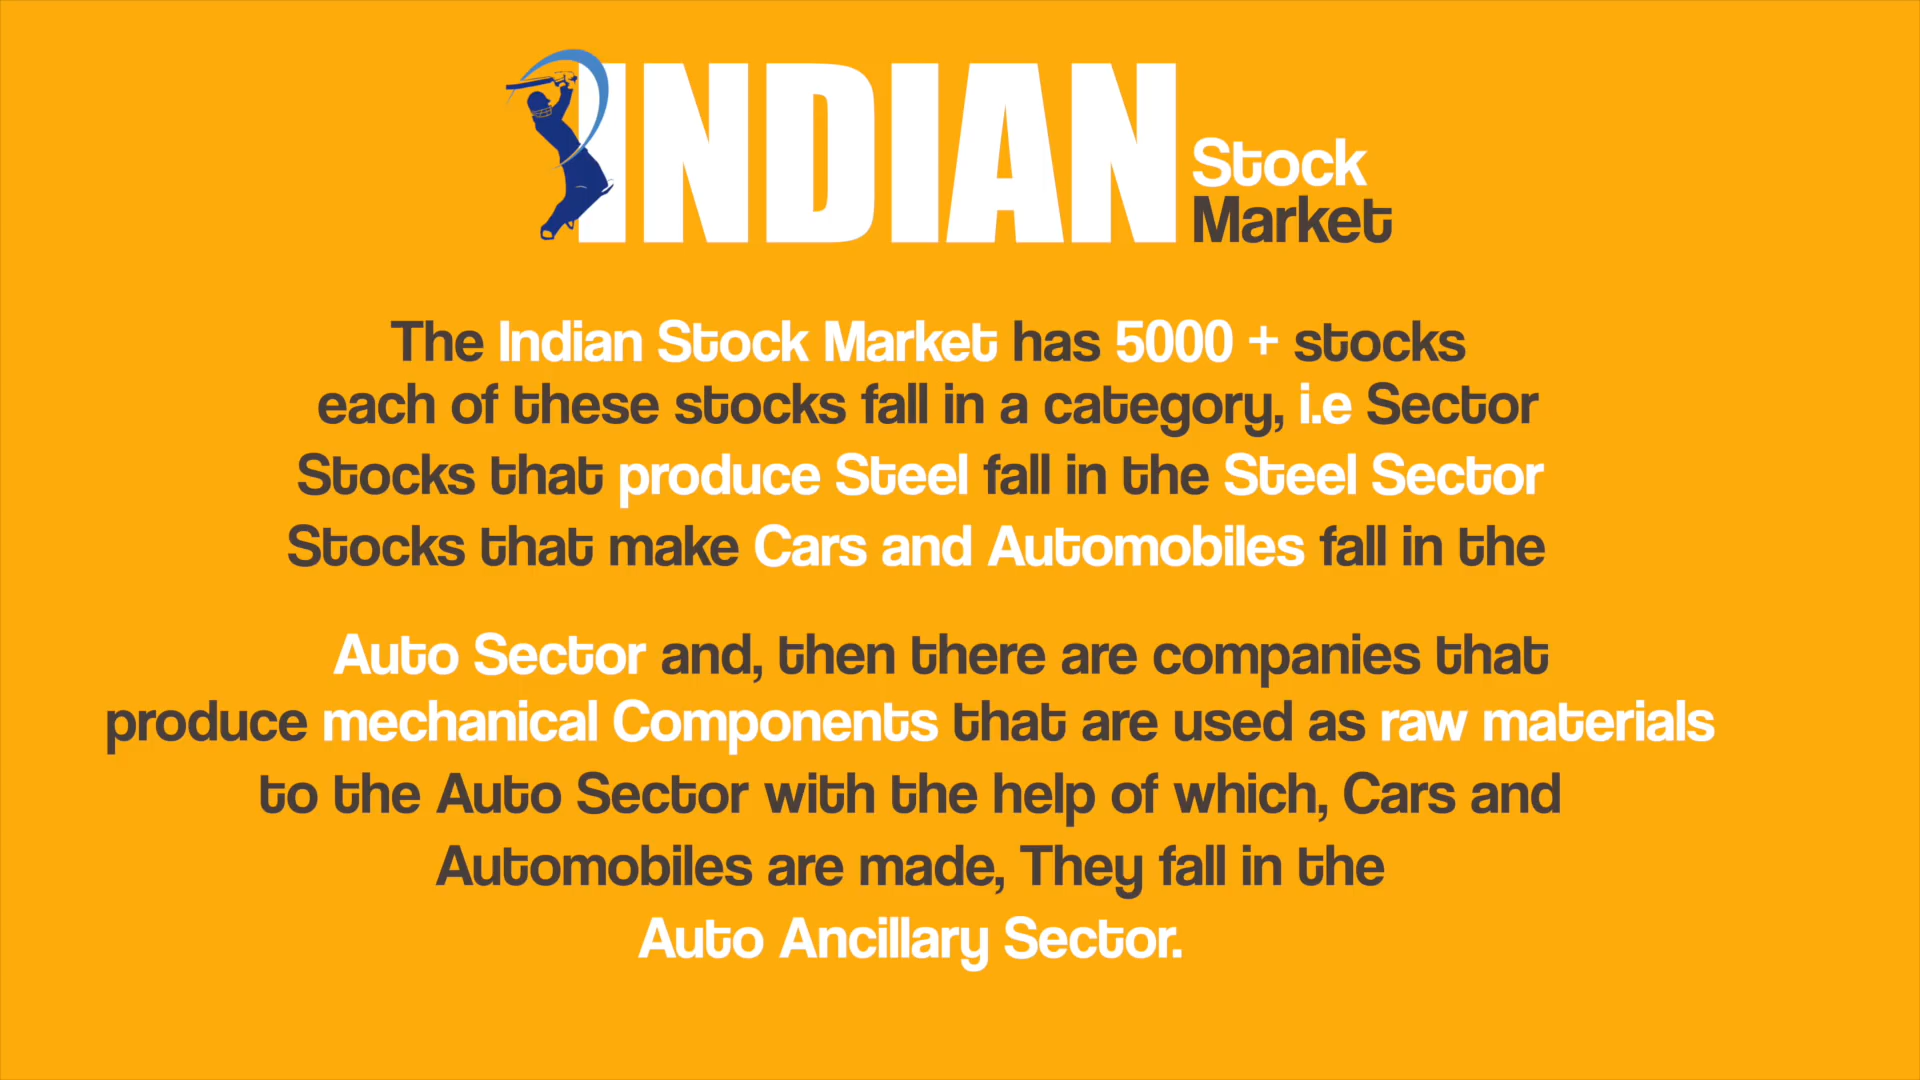 INDIAN
Stock
Market
The Indian Stock Market has 5000 + stocks
each of these stocks fall in a category, i.e Sector
Stocks that produce Steel fall in the Steel Sector
Stocks that make Cars and Automobiles fall in the
Auto Sector and, then there are companies that
produce mechanical Components that are used as raw materials
to the Auto Sector with the help of which, Cars and
Automobiles are made, They fall in the
Auto Ancillary Sector.